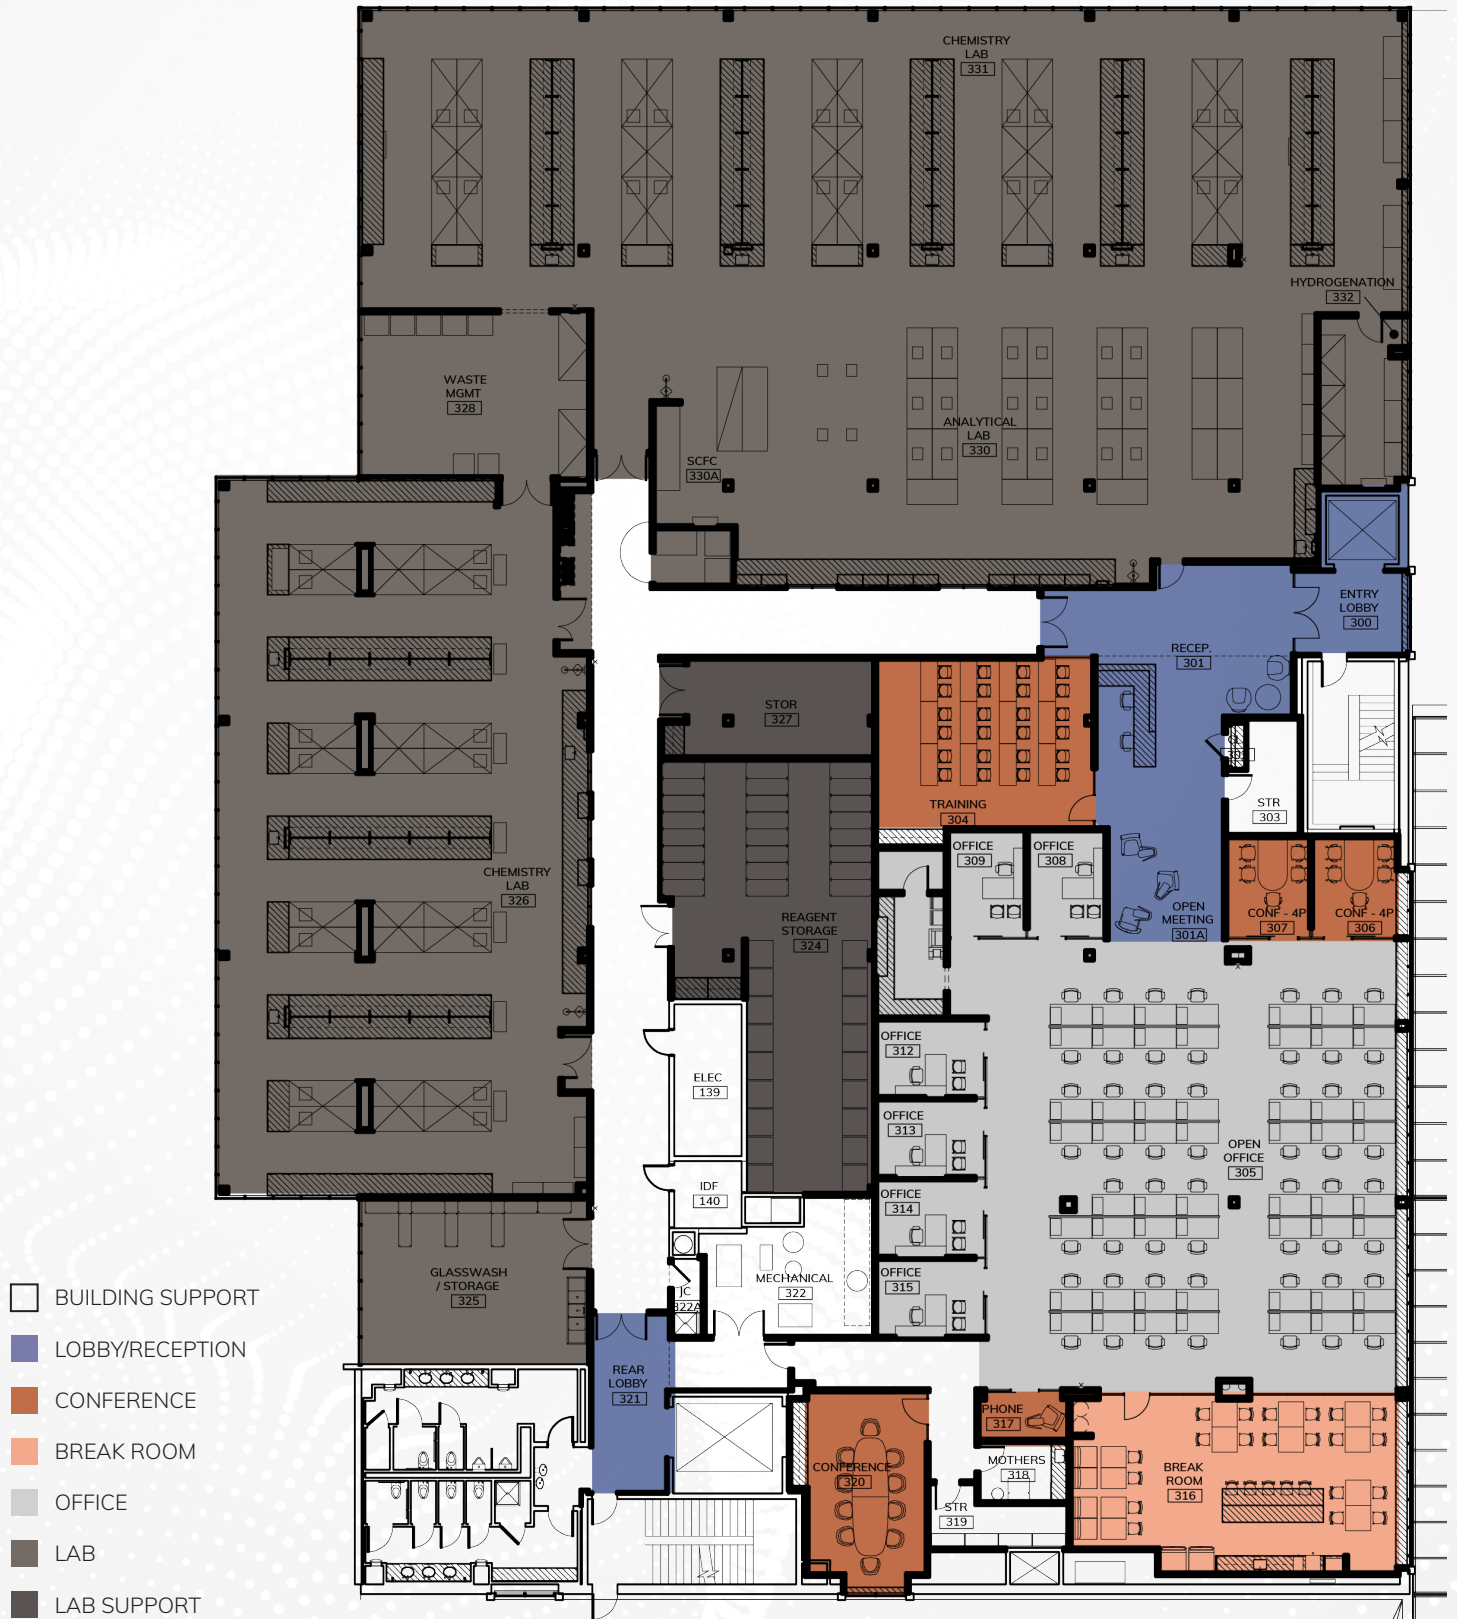 CHEMISTRY
LAB
331
HYDROGENATION
332
WASTE
MGMT
328
ANALYTICAL
LAB
330
SCFC
330A
ENTRY
LOBBY
300
RECEP.
301
STOR
327
TRAINING
304
STR
303
OFFICE
309
OFFICE
308
CHEMISTRY
LAB
326
REAGENT
STORAGE
324
OPEN
MEETING
301A
CONF - 4P
307
CONF - 4P
306
OFFICE
312
ELEC
139
OFFICE
313
OPEN
OFFICE
305
IDF
140
OFFICE
314
GLASSWASH
/ STORAGE
325
MECHANICAL
322
OFFICE
315
JC
322A
REAR
LOBBY
321
PHONE
317
CONFERENCE
320
MOTHERS
318
BREAK
ROOM
316
STR
319
BUILDING SUPPORT
LOBBY/RECEPTION
CONFERENCE
BREAK ROOM
OFFICE
LAB
LAB SUPPORT